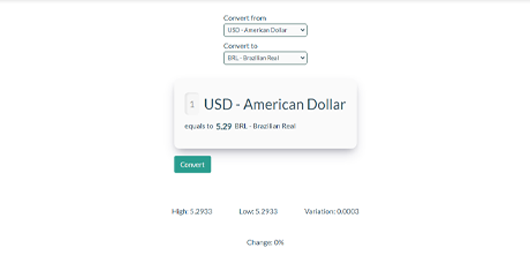 Convert from
USD - American Dollar
Convert to
BRL - Brazilian Real
1 USD - American Dollar
equals to 5.29 BRL - Brazilian Real
Convert
High: 5.2933 Low: 5.2933 Variation: 0.0003
Change: 0%